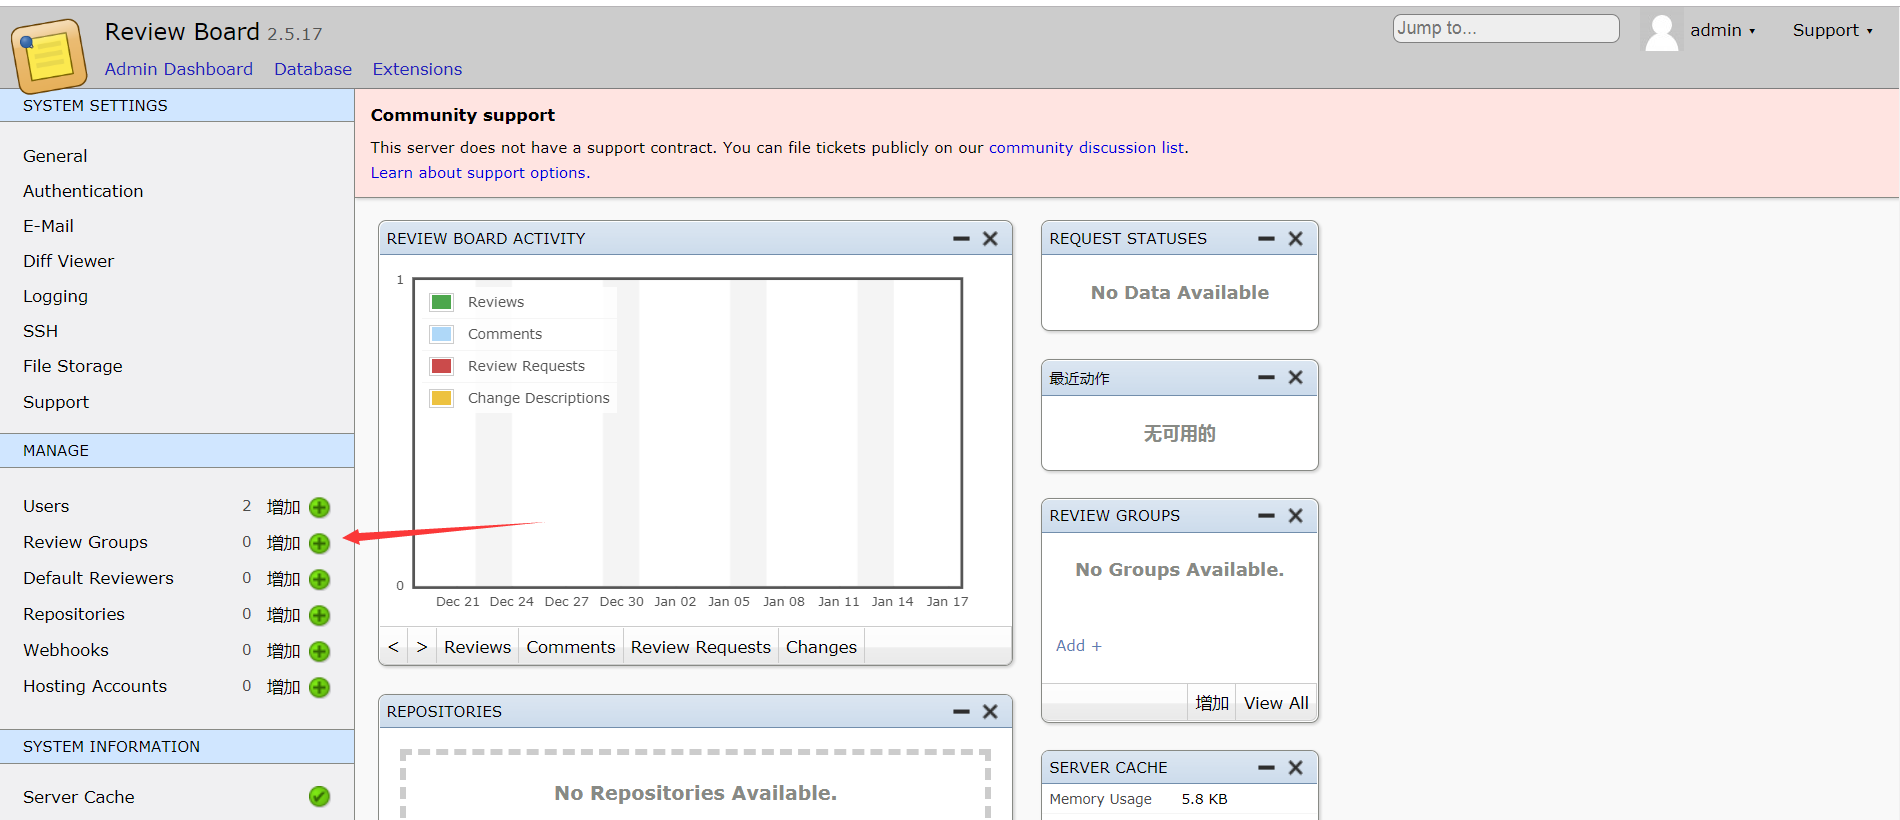 Review Board 2.5.17
Jump to...
admin ▾
Support ▾
Admin Dashboard Database Extensions
SYSTEM SETTINGS
General
Authentication
E-Mail
Diff Viewer
Logging
SSH
File Storage
Support
MANAGE
Users 2 增加
Review Groups 0 增加
Default Reviewers 0 增加
Repositories 0 增加
Webhooks 0 增加
Hosting Accounts 0 增加
SYSTEM INFORMATION
Server Cache
Community support
This server does not have a support contract. You can file tickets publicly on our community discussion list.
Learn about support options.
REVIEW BOARD ACTIVITY
1
Reviews
Comments
Review Requests
Change Descriptions
0
Dec 21 Dec 24 Dec 27 Dec 30 Jan 02 Jan 05 Jan 08 Jan 11 Jan 14 Jan 17
< > Reviews Comments Review Requests Changes
REPOSITORIES
No Repositories Available.
REQUEST STATUSES
No Data Available
最近动作
无可用的
REVIEW GROUPS
No Groups Available.
Add +
增加 View All
SERVER CACHE
Memory Usage 5.8 KB